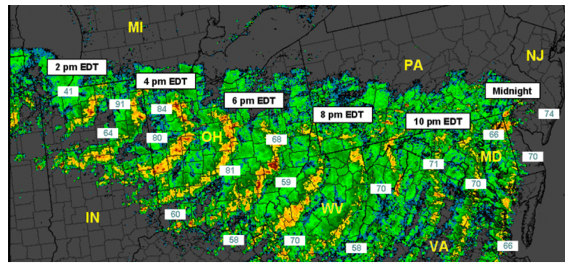 MI
NJ
PA
2 pm EDT
4 pm EDT
6 pm EDT
8 pm EDT
10 pm EDT
Midnight
41
91
84
74
64
80
OH
68
66
MD
70
81
59
71
70
70
IN
60
WV
58
70
58
VA
66